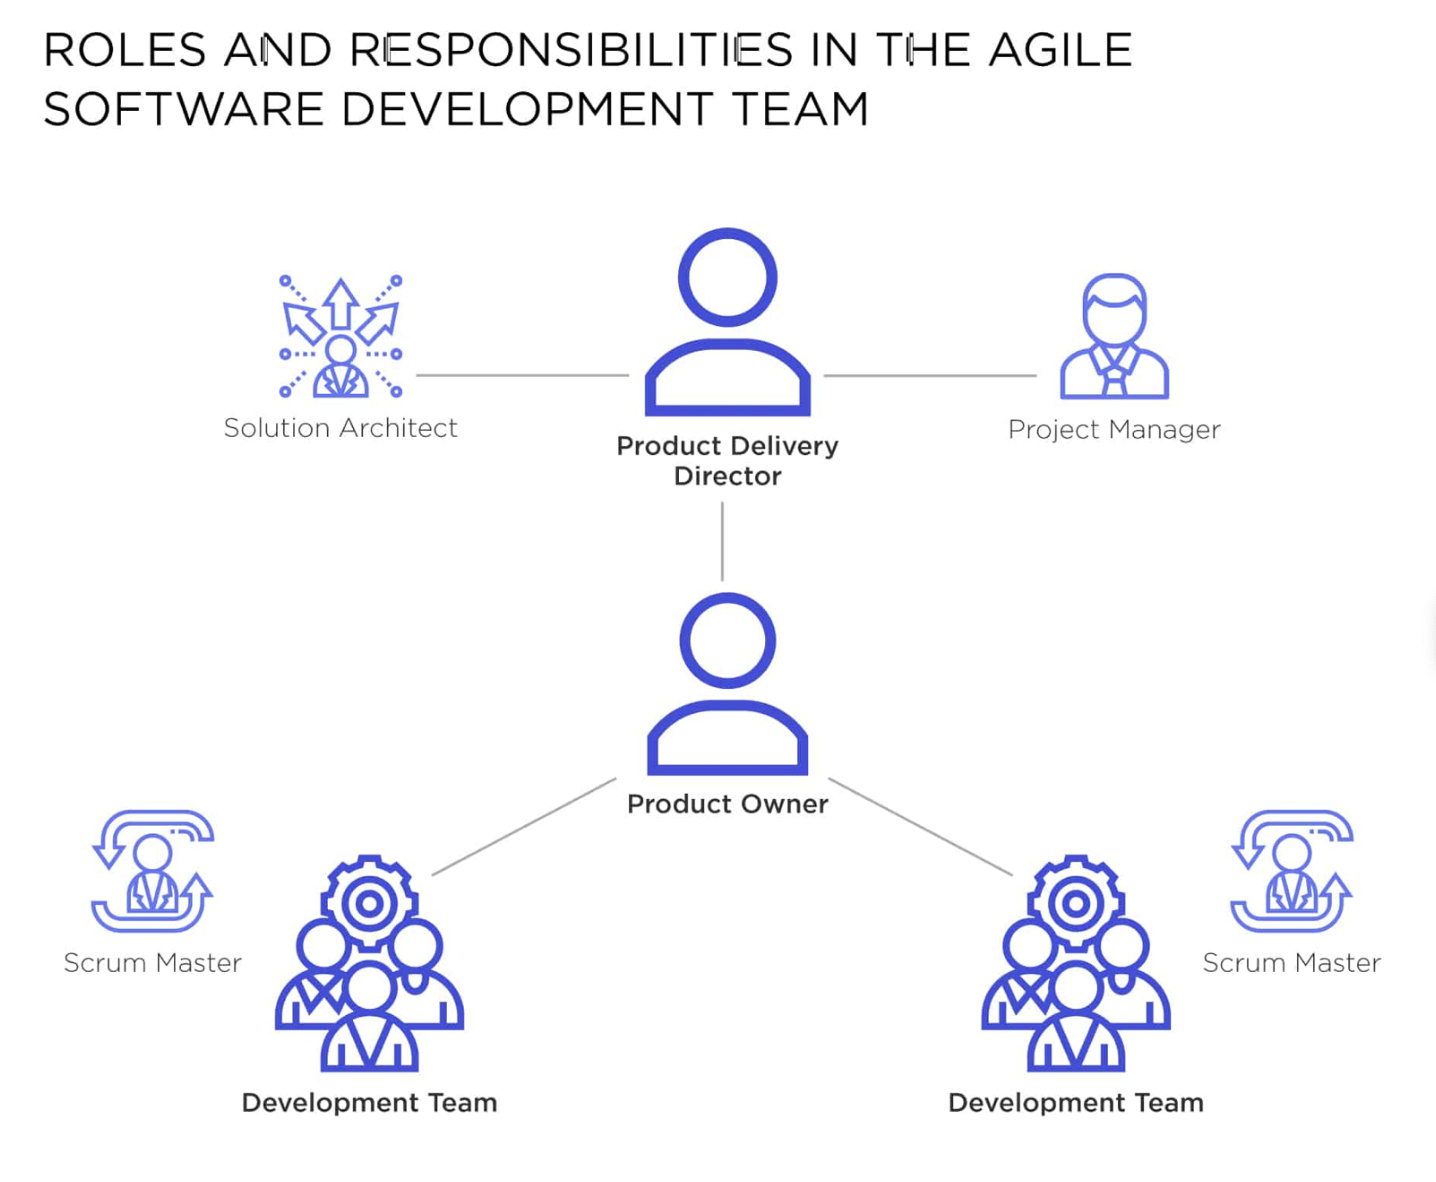 ROLES AND RESPONSIBILITIES IN THE AGILE
SOFTWARE DEVELOPMENT TEAM
Solution Architect
Product Delivery
Director
Project Manager
Product Owner
Scrum Master
Scrum Master
Development Team
Development Team